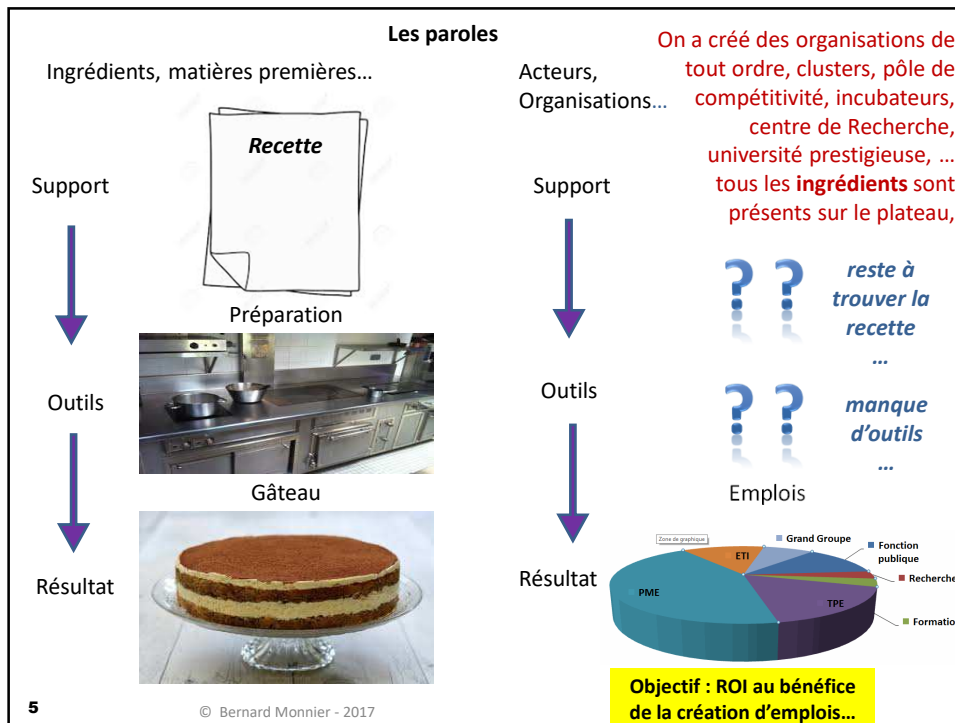 Les paroles
Ingrédients, matières premières…
Recette
Support
Préparation
Outils
Gâteau
Résultat
Acteurs,
Organisations…
On a créé des organisations de
tout ordre, clusters, pôle de
compétitivité, incubateurs,
centre de Recherche,
université prestigieuse, …
tous les ingrédients sont
présents sur le plateau,
Support
? ?
reste à
trouver la
recette
…
Outils
? ?
manque
d'outils
…
Emplois
Résultat
Zone de graphique
Grand Groupe
ETI
Fonction
publique
Recherche
PME
TPE
Formatio
Objectif : ROI au bénéfice
de la création d'emplois…
5
© Bernard Monnier - 2017